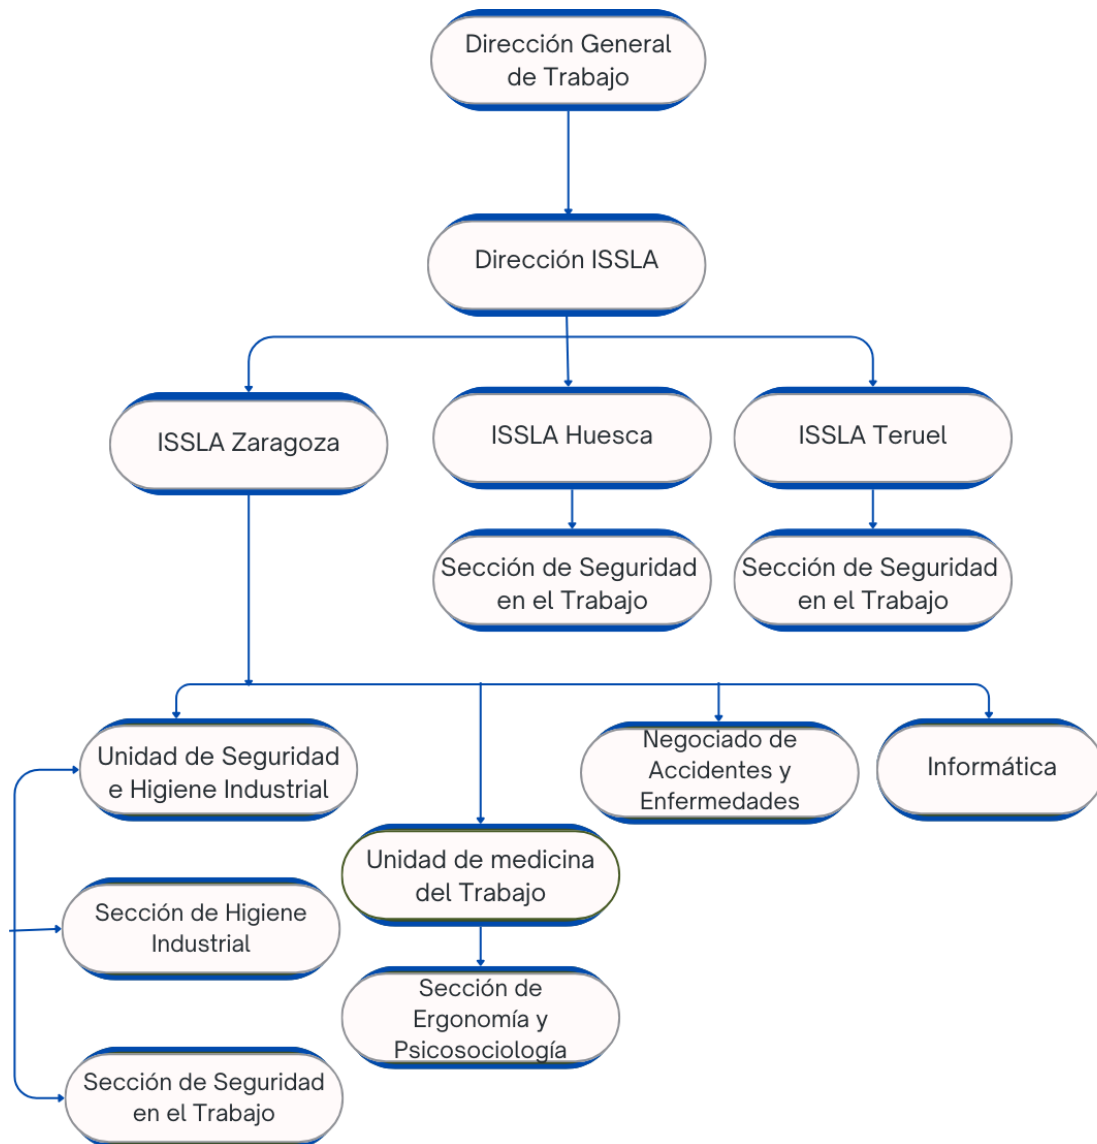 Dirección General
de Trabajo
Dirección ISSLA
ISSLA Zaragoza
ISSLA Huesca
ISSLA Teruel
Sección de Seguridad
en el Trabajo
Sección de Seguridad
en el Trabajo
Unidad de Seguridad
e Higiene Industrial
Negociado de
Accidentes y
Enfermedades
Informática
Unidad de medicina
del Trabajo
Sección de Higiene
Industrial
Sección de
Ergonomía y
Psicosociología
Sección de Seguridad
en el Trabajo